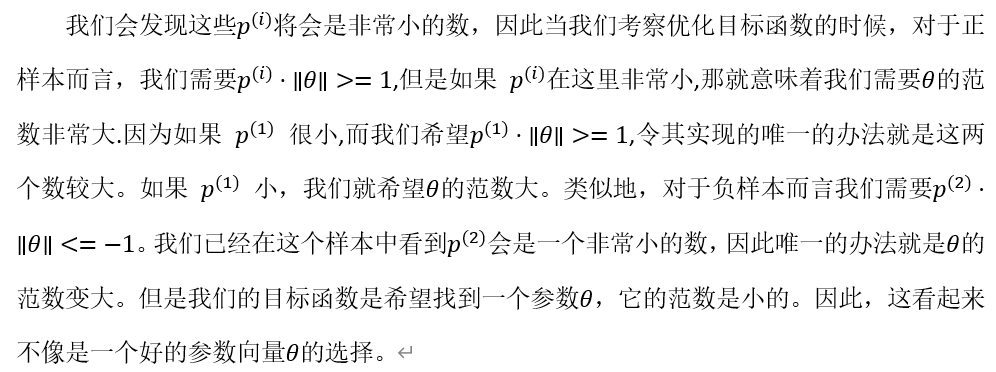 我们会发现这些p⁽ⁱ⁾将会是非常小的数，因此当我们考察优化目标函数的时候，对于正
样本而言，我们需要p⁽ⁱ⁾·‖θ‖ >= 1,但是如果 p⁽ⁱ⁾在这里非常小,那就意味着我们需要θ的范
数非常大.因为如果 p⁽¹⁾ 很小,而我们希望p⁽¹⁾·‖θ‖ >= 1,令其实现的唯一的办法就是这两
个数较大。如果 p⁽¹⁾ 小，我们就希望θ的范数大。类似地，对于负样本而言我们需要p⁽²⁾·
‖θ‖ <= −1。我们已经在这个样本中看到p⁽²⁾会是一个非常小的数，因此唯一的办法就是θ的
范数变大。但是我们的目标函数是希望找到一个参数θ，它的范数是小的。因此，这看起来
不像是一个好的参数向量θ的选择。↵